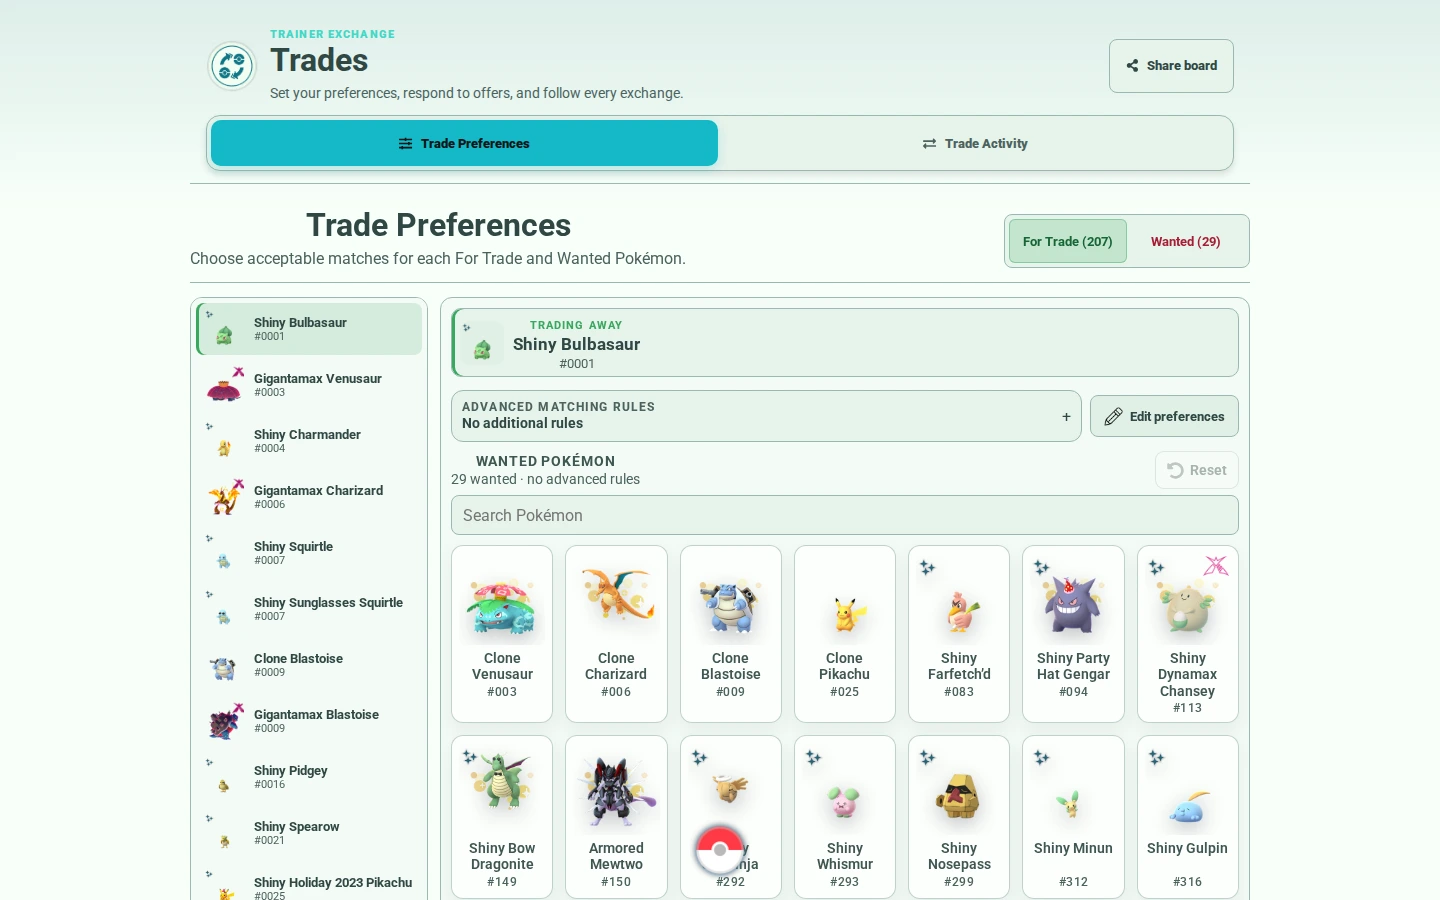 TRAINER EXCHANGE
Trades
Set your preferences, respond to offers, and follow every exchange.
Share board
Trade Preferences
Trade Activity
Trade Preferences
Choose acceptable matches for each For Trade and Wanted Pokémon.
For Trade (207)
Wanted (29)
Shiny Bulbasaur
#0001
Gigantamax Venusaur
#0003
Shiny Charmander
#0004
Gigantamax Charizard
#0006
Shiny Squirtle
#0007
Shiny Sunglasses Squirtle
#0007
Clone Blastoise
#0009
Gigantamax Blastoise
#0009
Shiny Pidgey
#0016
Shiny Spearow
#0021
Shiny Holiday 2023 Pikachu
#0025
TRADING AWAY
Shiny Bulbasaur
#0001
ADVANCED MATCHING RULES
No additional rules
+
Edit preferences
WANTED POKÉMON
29 wanted · no advanced rules
Reset
Search Pokémon
Clone
Venusaur
#003
Clone
Charizard
#006
Clone
Blastoise
#009
Clone
Pikachu
#025
Shiny
Farfetch'd
#083
Shiny Party
Hat Gengar
#094
Shiny
Dynamax
Chansey
#113
Shiny Bow
Dragonite
#149
Armored
Mewtwo
#150
#292
Shiny
Whismur
#293
Shiny
Nosepass
#299
Shiny Minun
#312
Shiny Gulpin
#316